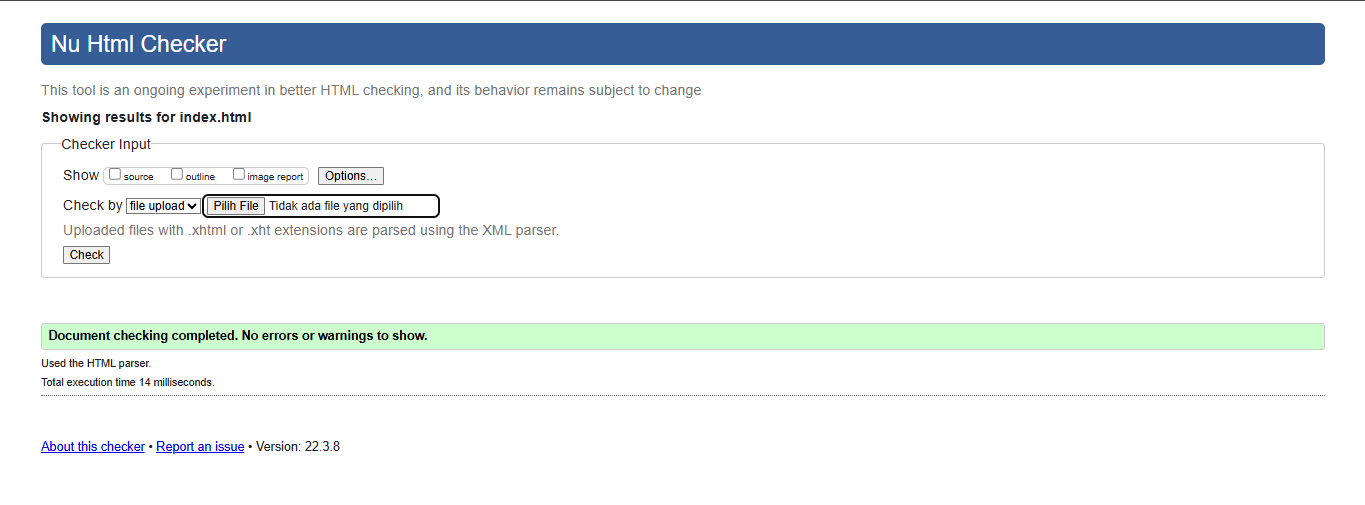 Nu Html Checker
This tool is an ongoing experiment in better HTML checking, and its behavior remains subject to change
Showing results for index.html
Checker Input
Show source outline image report Options...
Check by file upload Pilih File Tidak ada file yang dipilih
Uploaded files with .xhtml or .xht extensions are parsed using the XML parser.
Check
Document checking completed. No errors or warnings to show.
Used the HTML parser.
Total execution time 14 milliseconds.
About this checker • Report an issue • Version: 22.3.8